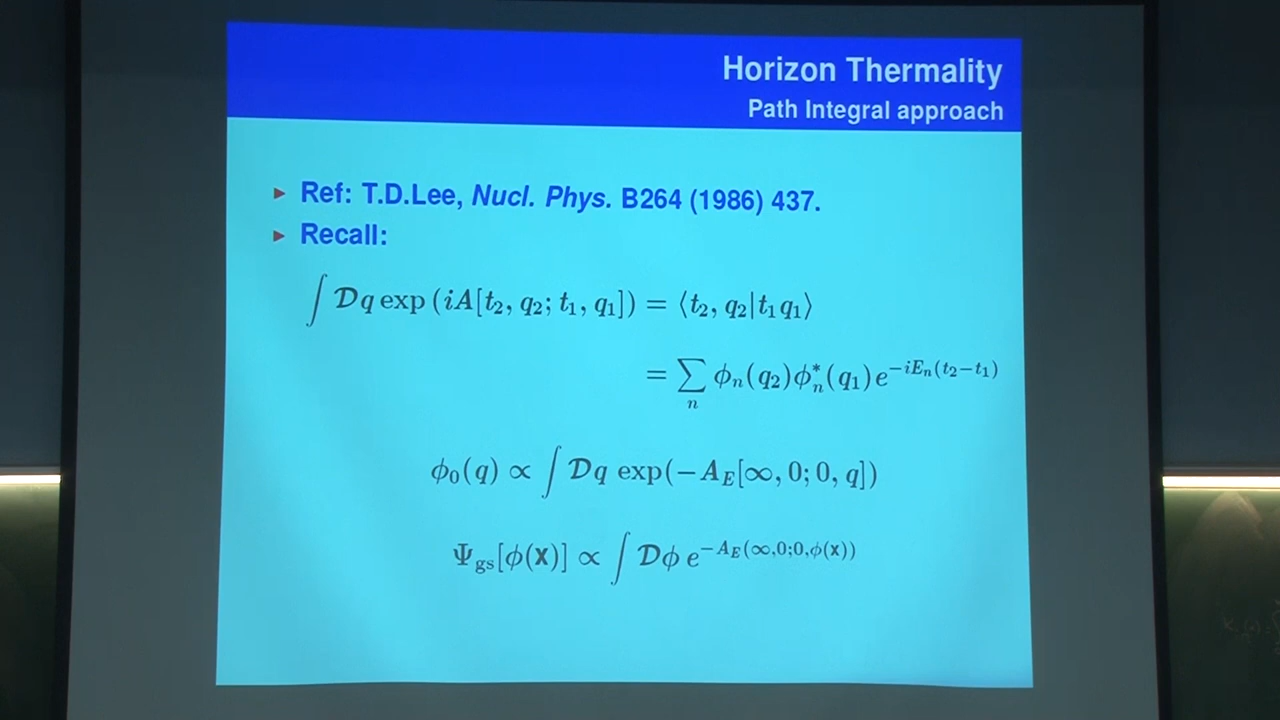 Horizon Thermality
Path Integral approach
▶ Ref: T.D.Lee, Nucl. Phys. B264 (1986) 437.
▶ Recall:
∫ 𝒟q exp (iA[t₂, q₂; t₁, q₁]) = ⟨t₂, q₂|t₁q₁⟩
= ∑ₙ ϕₙ(q₂)ϕₙ*(q₁)e^{−iEₙ(t₂−t₁)}
ϕ₀(q) ∝ ∫ 𝒟q exp(−A_E[∞, 0; 0, q])
Ψ_gs[ϕ(𝐱)] ∝ ∫ 𝒟ϕ e^{−A_E(∞,0;0,ϕ(𝐱))}